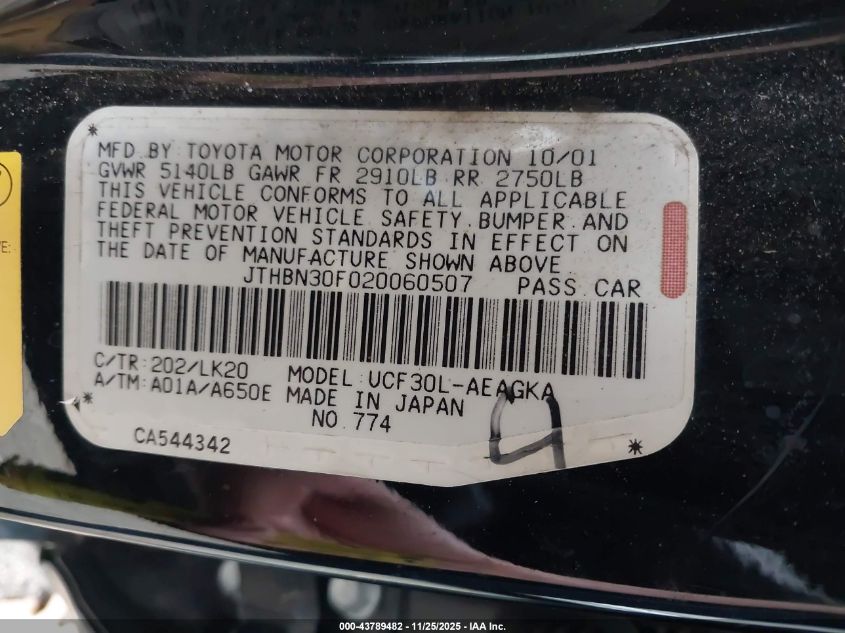 MFD.BY TOYOTA MOTOR CORPORATION 10/01
GVWR 5140LB GAWR FR 2910LB RR 2750LB
THIS VEHICLE CONFORMS TO ALL APPLICABLE
FEDERAL MOTOR VEHICLE SAFETY,BUMPER,AND
THEFT PREVENTION STANDARDS IN EFFECT ON
THE DATE OF MANUFACTURE SHOWN ABOVE.
JTHBN30F020060507 PASS.CAR
C/TR:202/LK20 MODEL:UCF30L-AEAGKA
A/TM:A01A/A650E MADE IN JAPAN
NO.774
CA544342
4
000-43789482 - 11/25/2025 - IAA Inc.